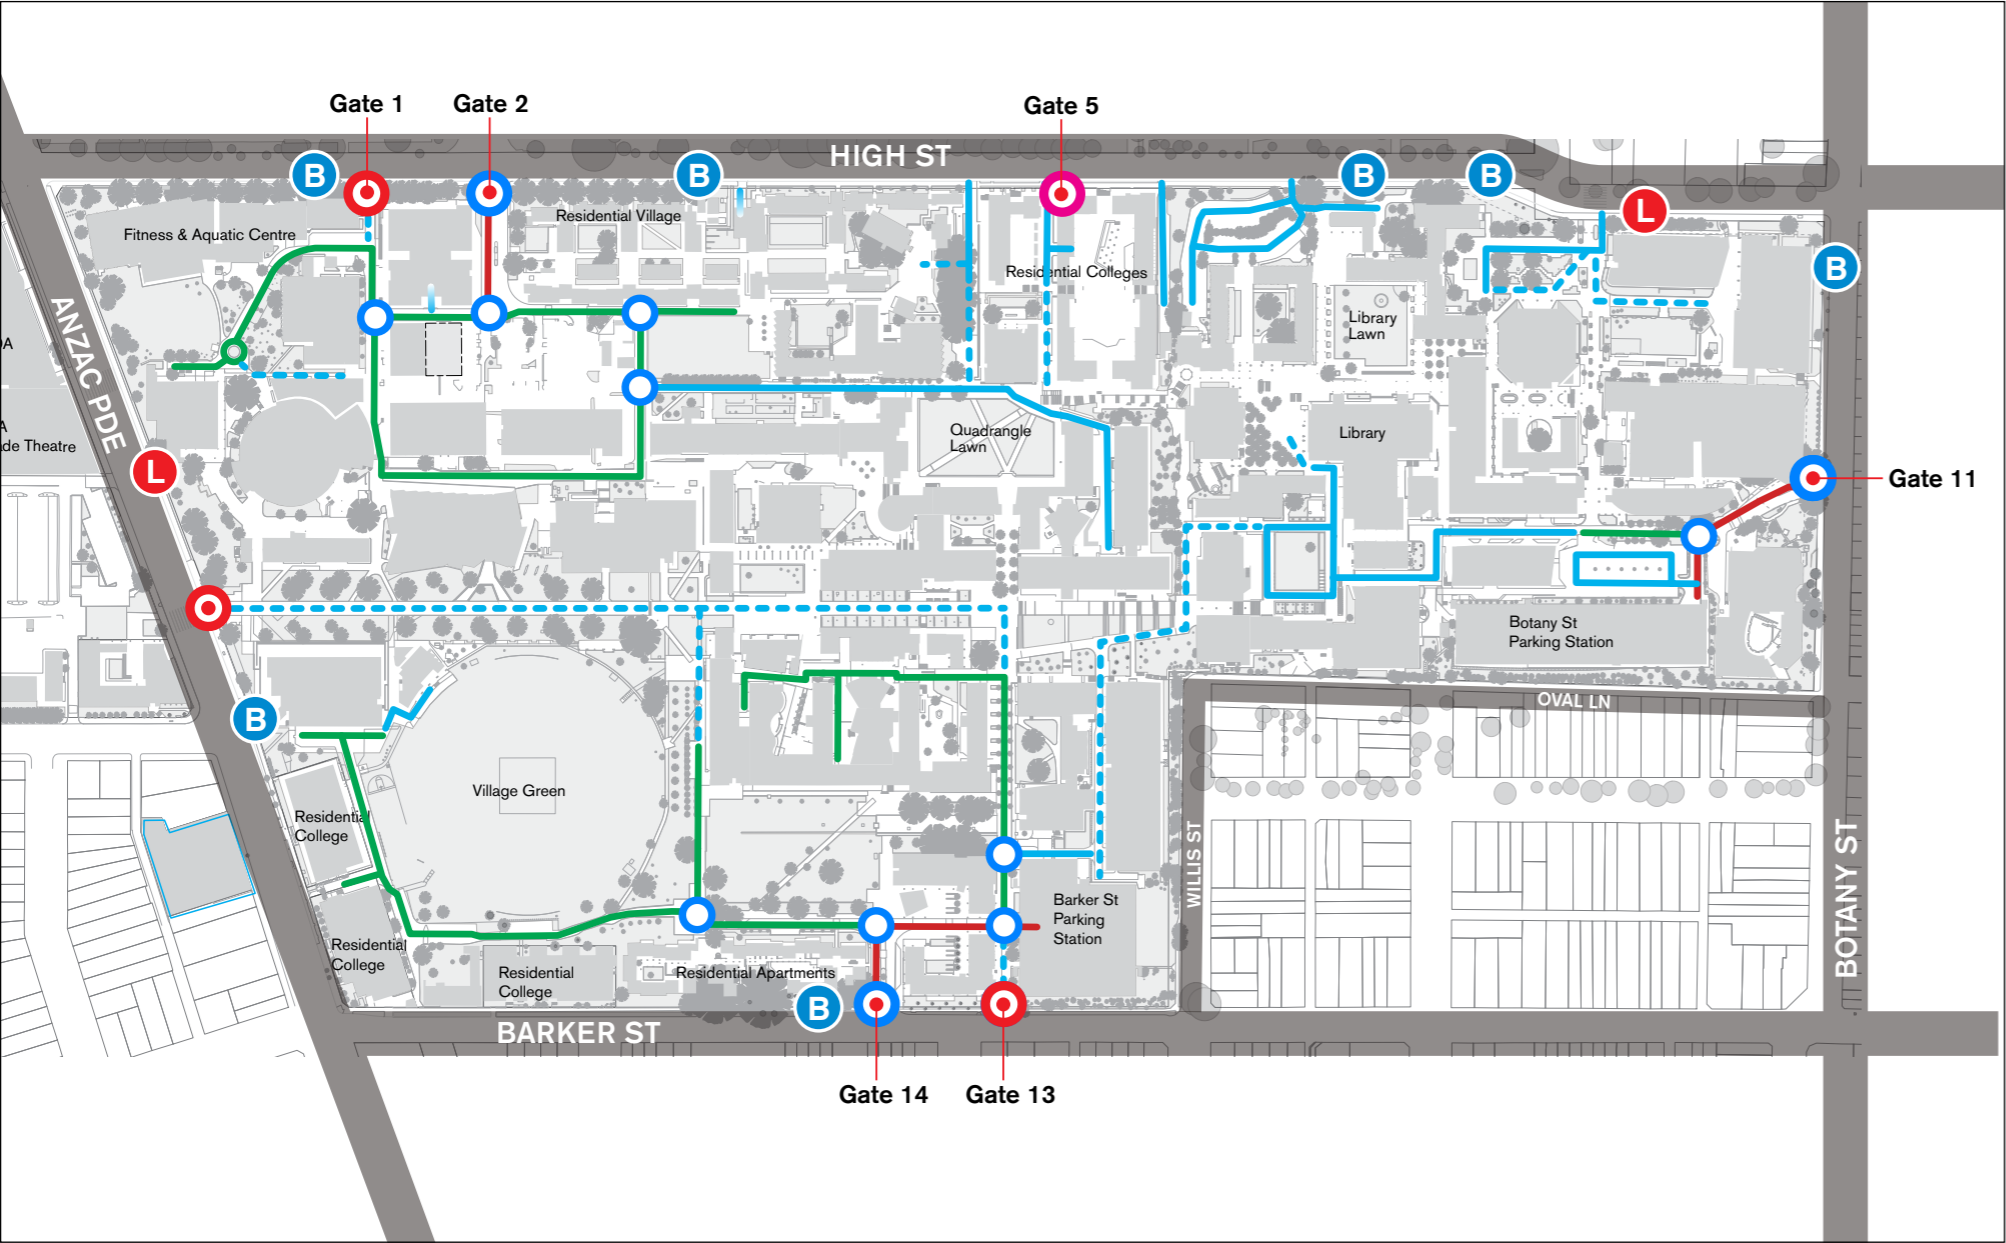 Gate 1
Gate 2
Gate 5
HIGH ST
B
B
B
B
L
Residential Village
Fitness & Aquatic Centre
B
Residential Colleges
ANZAC PDE
Library
Lawn
A
de Theatre
Quadrangle
Lawn
Library
L
Gate 11
Botany St
Parking Station
OVAL LN
B
Village Green
Residential
College
WILLIS ST
BOTANY ST
Barker St
Parking
Station
Residential
College
Residential
College
Residential Apartments
B
BARKER ST
Gate 14
Gate 13